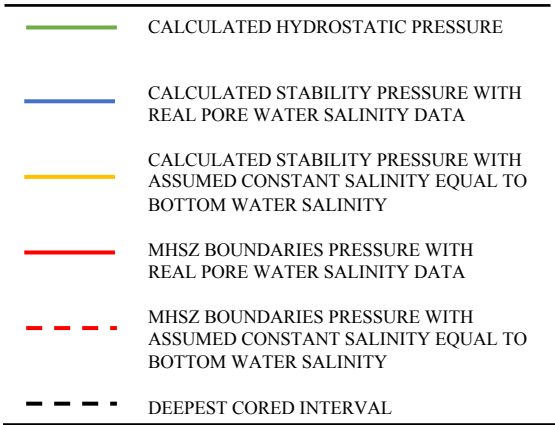 CALCULATED HYDROSTATIC PRESSURE
CALCULATED STABILITY PRESSURE WITH
REAL PORE WATER SALINITY DATA
CALCULATED STABILITY PRESSURE WITH
ASSUMED CONSTANT SALINITY EQUAL TO
BOTTOM WATER SALINITY
MHSZ BOUNDARIES PRESSURE WITH
REAL PORE WATER SALINITY DATA
MHSZ BOUNDARIES PRESSURE WITH
ASSUMED CONSTANT SALINITY EQUAL TO
BOTTOM WATER SALINITY
DEEPEST CORED INTERVAL